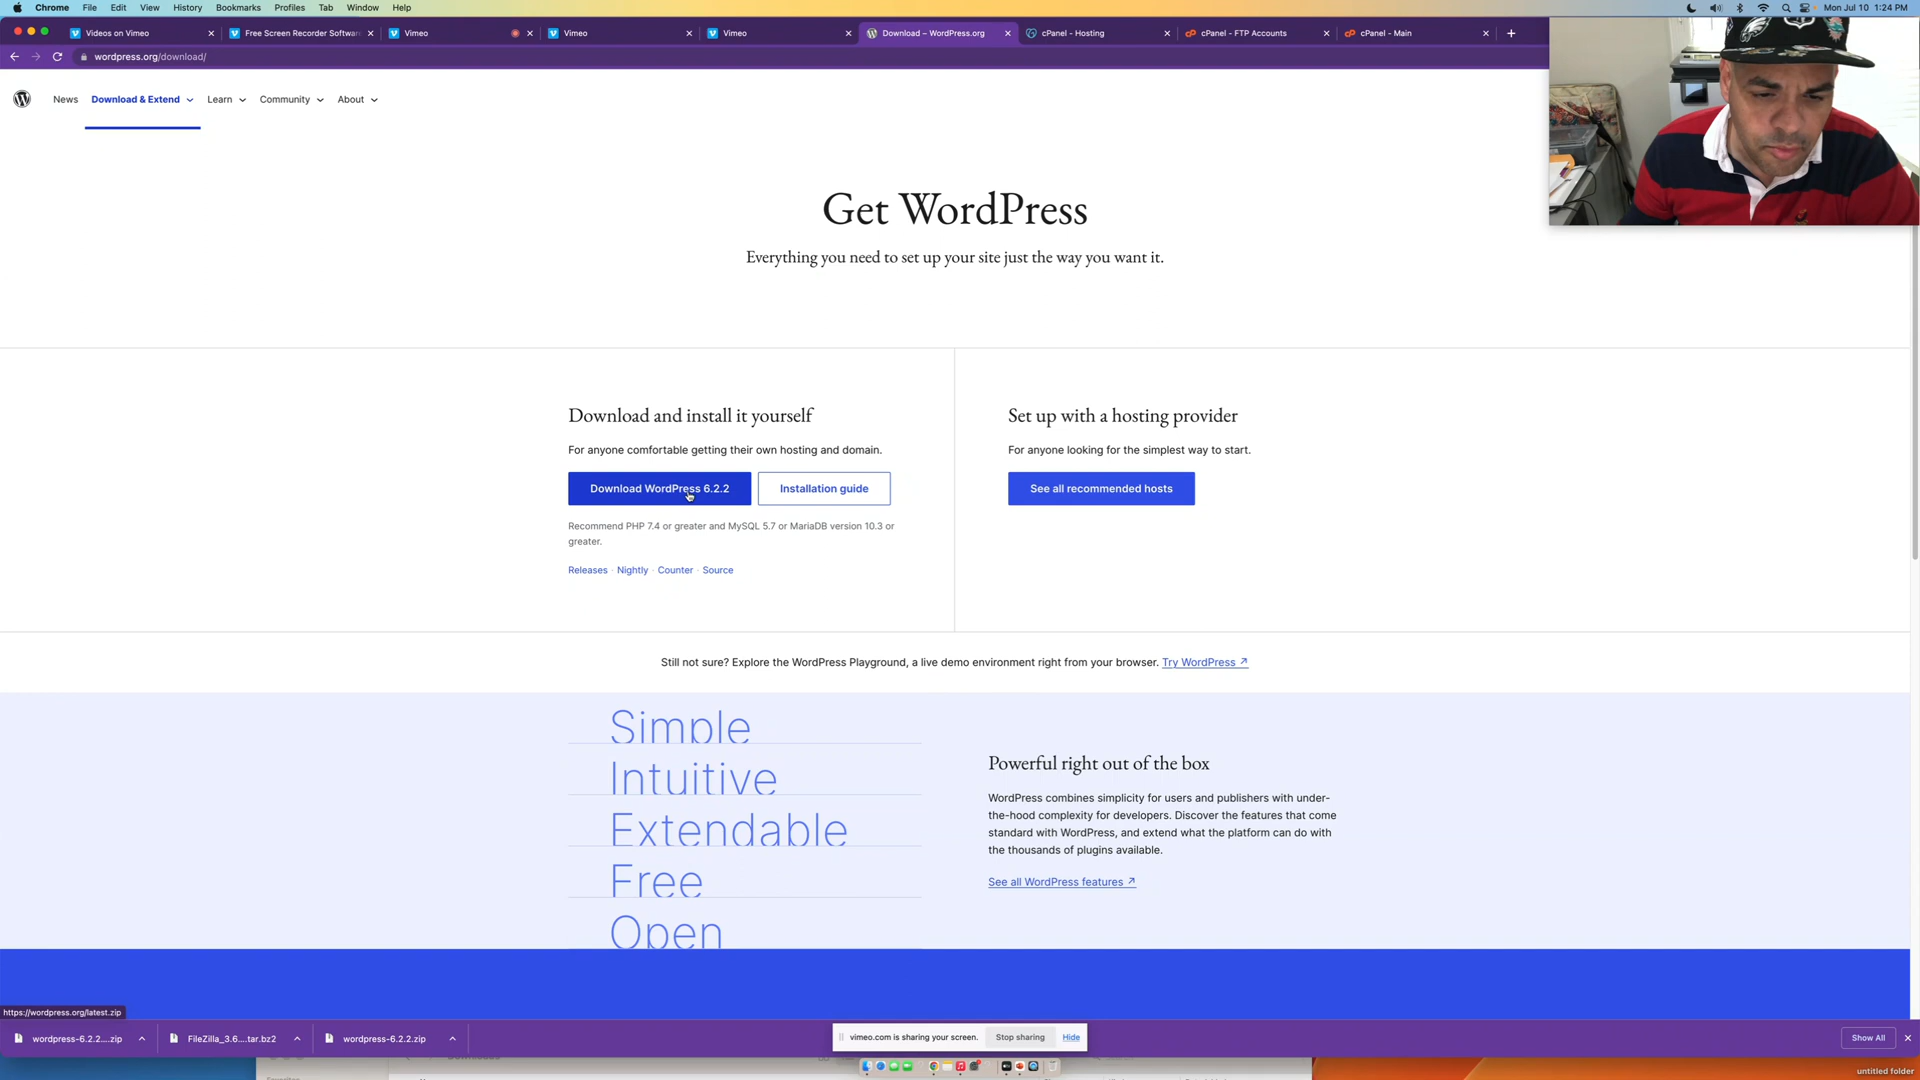 Chrome File Edit View History Bookmarks Profiles Tab Window Help
Mon Jul 10 1:24 PM
Videos on Vimeo
Free Screen Recorder Software
Vimeo
Vimeo
Vimeo
Download – WordPress.org
cPanel - Hosting
cPanel - FTP Accounts
cPanel - Main
wordpress.org/download/
News
Download & Extend
Learn
Community
About
Get WordPress
Everything you need to set up your site just the way you want it.
Download and install it yourself
For anyone comfortable getting their own hosting and domain.
Download WordPress 6.2.2
Installation guide
Recommend PHP 7.4 or greater and MySQL 5.7 or MariaDB version 10.3 or
greater.
Releases · Nightly · Counter · Source
Set up with a hosting provider
For anyone looking for the simplest way to start.
See all recommended hosts
Still not sure? Explore the WordPress Playground, a live demo environment right from your browser. Try WordPress ↗
Simple
Intuitive
Extendable
Free
Open
Powerful right out of the box
WordPress combines simplicity for users and publishers with under-
the-hood complexity for developers. Discover the features that come
standard with WordPress, and extend what the platform can do with
the thousands of plugins available.
See all WordPress features ↗
https://wordpress.org/latest.zip
wordpress-6.2.2....zip
FileZilla_3.6....tar.bz2
wordpress-6.2.2.zip
vimeo.com is sharing your screen.
Stop sharing
Hide
Show All
untitled folder